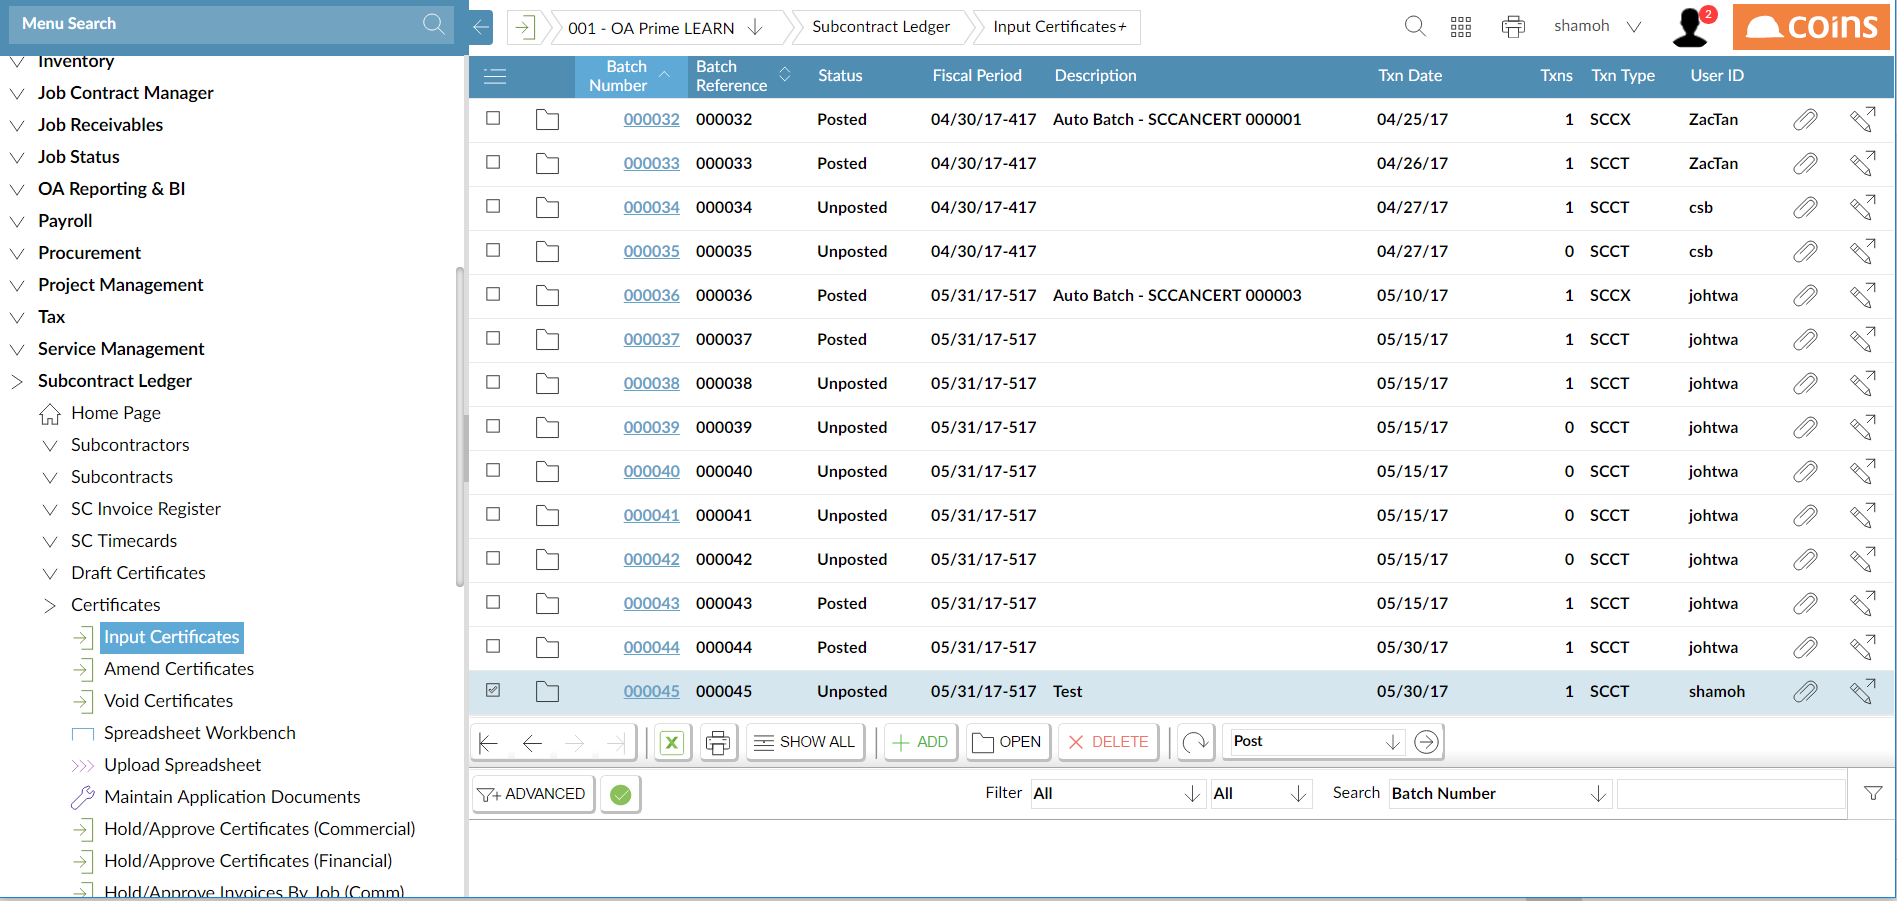 Menu Search
Inventory
Job Contract Manager
Job Receivables
Job Status
OA Reporting & BI
Payroll
Procurement
Project Management
Tax
Service Management
Subcontract Ledger
Home Page
Subcontractors
Subcontracts
SC Invoice Register
SC Timecards
Draft Certificates
Certificates
Input Certificates
Amend Certificates
Void Certificates
Spreadsheet Workbench
Upload Spreadsheet
Maintain Application Documents
Hold/Approve Certificates (Commercial)
Hold/Approve Certificates (Financial)
Hold/Approve Invoices By Job (Comm)
001 - OA Prime LEARN Subcontract Ledger Input Certificates+ shamoh 2 coins
Batch Number Batch Reference Status Fiscal Period Description Txn Date Txns Txn Type User ID
000032 000032 Posted 04/30/17-417 Auto Batch - SCCANCERT 000001 04/25/17 1 SCCX ZacTan
000033 000033 Posted 04/30/17-417 04/26/17 1 SCCT ZacTan
000034 000034 Unposted 04/30/17-417 04/27/17 1 SCCT csb
000035 000035 Unposted 04/30/17-417 04/27/17 0 SCCT csb
000036 000036 Posted 05/31/17-517 Auto Batch - SCCANCERT 000003 05/10/17 1 SCCX johtwa
000037 000037 Posted 05/31/17-517 05/15/17 1 SCCT johtwa
000038 000038 Unposted 05/31/17-517 05/15/17 1 SCCT johtwa
000039 000039 Unposted 05/31/17-517 05/15/17 0 SCCT johtwa
000040 000040 Unposted 05/31/17-517 05/15/17 0 SCCT johtwa
000041 000041 Unposted 05/31/17-517 05/15/17 0 SCCT johtwa
000042 000042 Unposted 05/31/17-517 05/15/17 0 SCCT johtwa
000043 000043 Posted 05/31/17-517 05/15/17 1 SCCT johtwa
000044 000044 Posted 05/31/17-517 05/30/17 1 SCCT johtwa
000045 000045 Unposted 05/31/17-517 Test 05/30/17 1 SCCT shamoh
X SHOW ALL ADD OPEN DELETE Post
ADVANCED Filter All All Search Batch Number